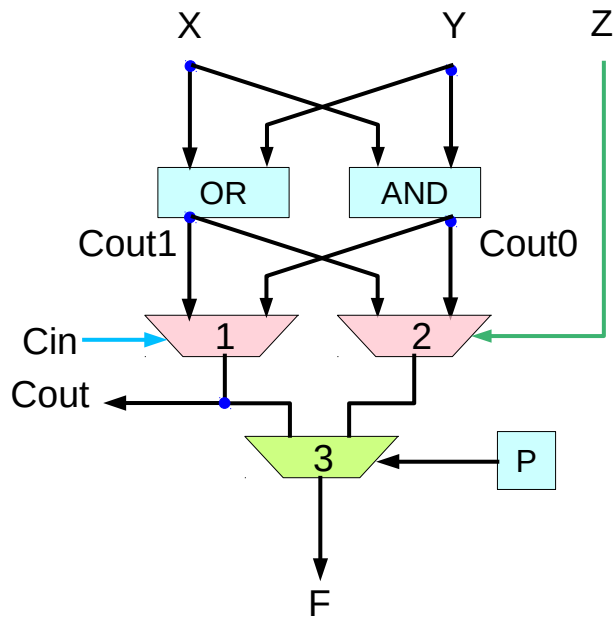 X Y Z
OR AND
Cout1 Cout0
Cin 1 2
Cout
3 P
F